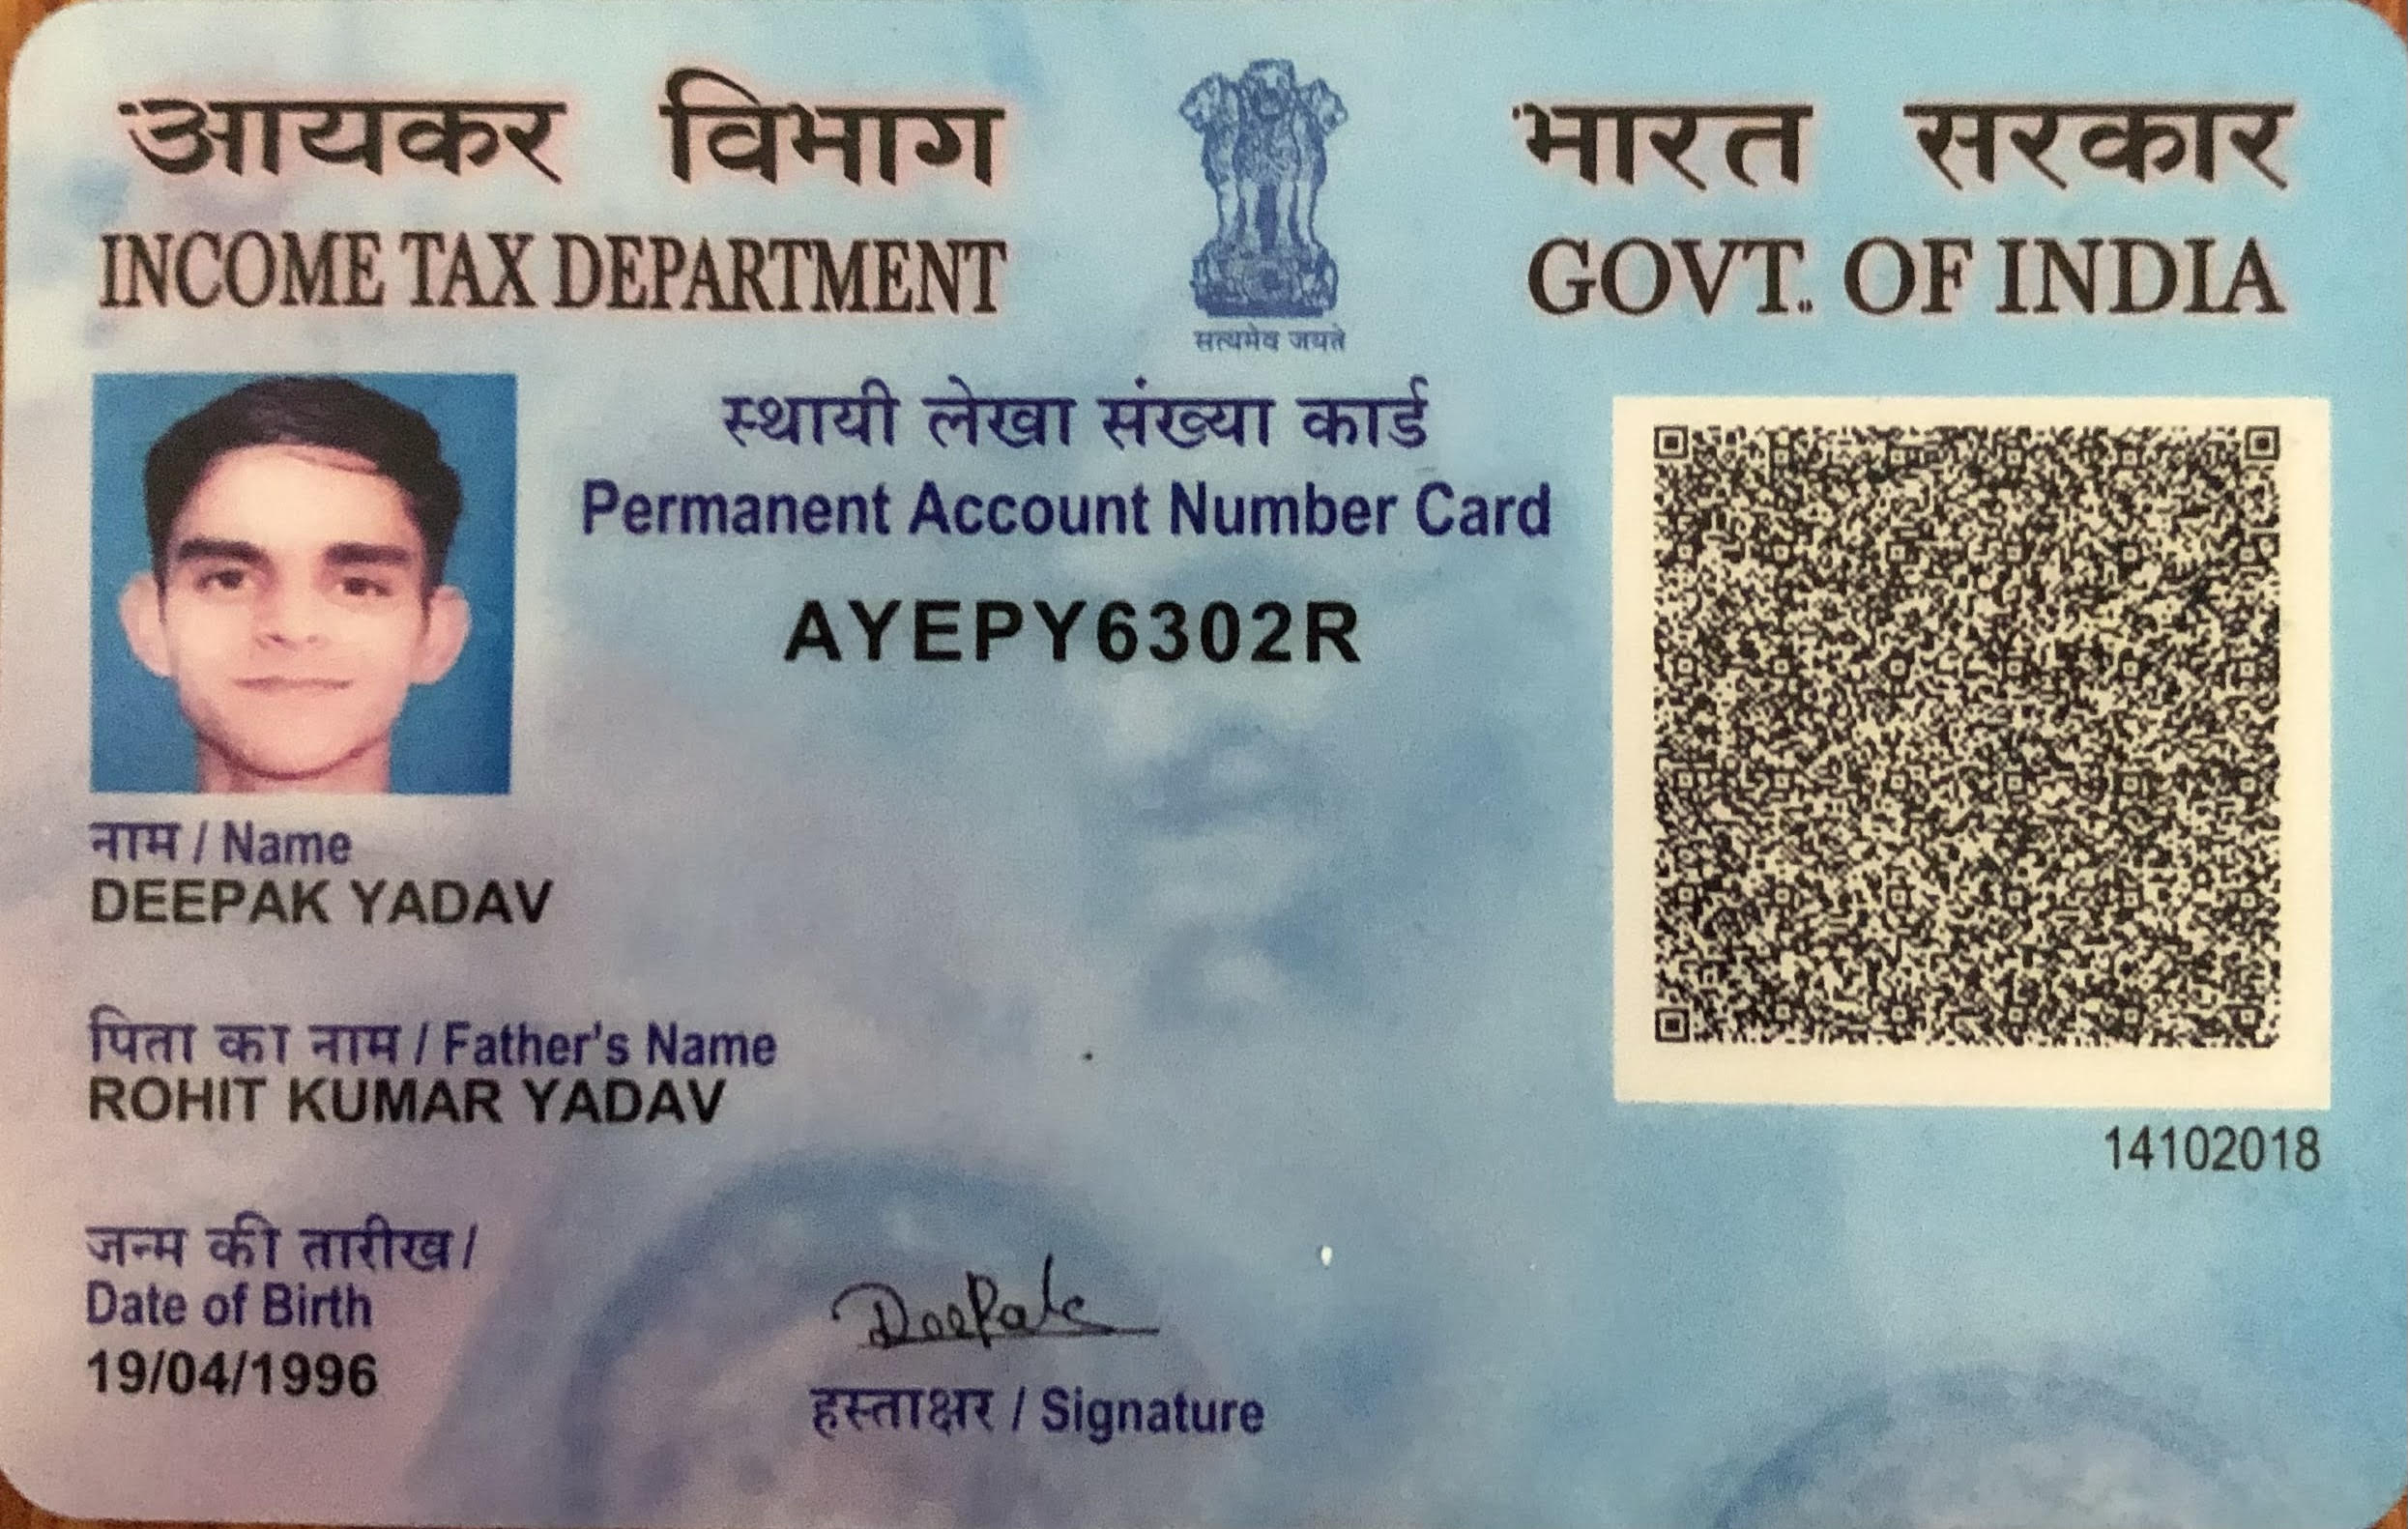 आयकर विभाग
INCOME TAX DEPARTMENT
सत्यमेव जयते
भारत सरकार
GOVT. OF INDIA
स्थायी लेखा संख्या कार्ड
Permanent Account Number Card
AYEPY6302R
नाम / Name
DEEPAK YADAV
पिता का नाम / Father's Name
ROHIT KUMAR YADAV
14102018
जन्म की तारीख /
Date of Birth
19/04/1996
Deepak
हस्ताक्षर / Signature